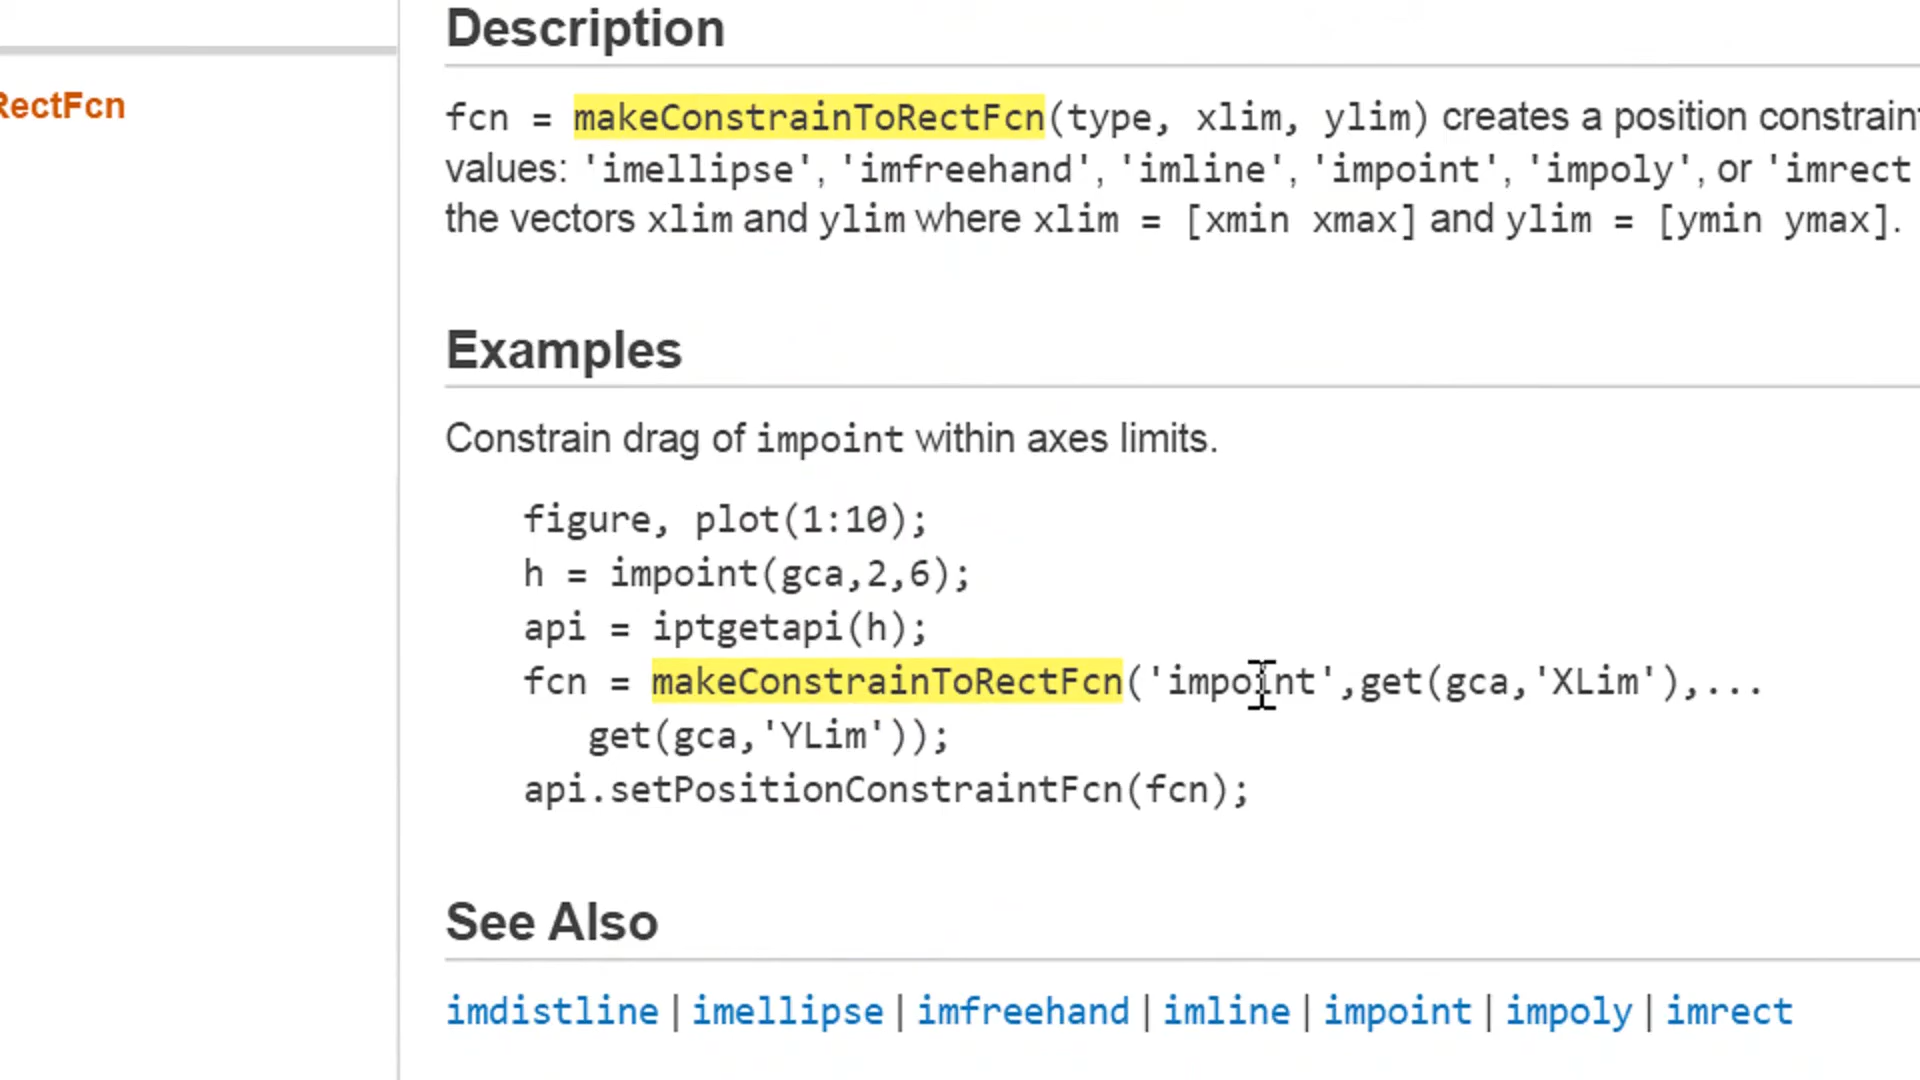 Description
RectFcn
fcn = makeConstrainToRectFcn(type, xlim, ylim) creates a position constraint
values: 'imellipse', 'imfreehand', 'imline', 'impoint', 'impoly', or 'imrect
the vectors xlim and ylim where xlim = [xmin xmax] and ylim = [ymin ymax].
Examples
Constrain drag of impoint within axes limits.
figure, plot(1:10);
h = impoint(gca,2,6);
api = iptgetapi(h);
fcn = makeConstrainToRectFcn('impoint',get(gca,'XLim'),...
get(gca,'YLim'));
api.setPositionConstraintFcn(fcn);
See Also
imdistline | imellipse | imfreehand | imline | impoint | impoly | imrect